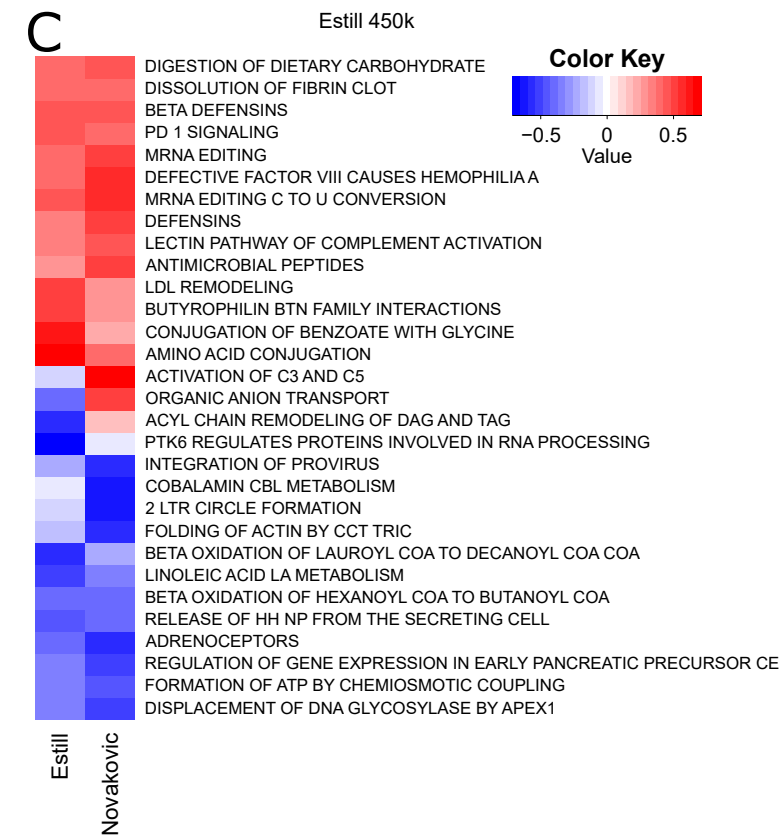 C
Estill 450k
Color Key
−0.5 0 0.5
Value
DIGESTION OF DIETARY CARBOHYDRATE
DISSOLUTION OF FIBRIN CLOT
BETA DEFENSINS
PD 1 SIGNALING
MRNA EDITING
DEFECTIVE FACTOR VIII CAUSES HEMOPHILIA A
MRNA EDITING C TO U CONVERSION
DEFENSINS
LECTIN PATHWAY OF COMPLEMENT ACTIVATION
ANTIMICROBIAL PEPTIDES
LDL REMODELING
BUTYROPHILIN BTN FAMILY INTERACTIONS
CONJUGATION OF BENZOATE WITH GLYCINE
AMINO ACID CONJUGATION
ACTIVATION OF C3 AND C5
ORGANIC ANION TRANSPORT
ACYL CHAIN REMODELING OF DAG AND TAG
PTK6 REGULATES PROTEINS INVOLVED IN RNA PROCESSING
INTEGRATION OF PROVIRUS
COBALAMIN CBL METABOLISM
2 LTR CIRCLE FORMATION
FOLDING OF ACTIN BY CCT TRIC
BETA OXIDATION OF LAUROYL COA TO DECANOYL COA COA
LINOLEIC ACID LA METABOLISM
BETA OXIDATION OF HEXANOYL COA TO BUTANOYL COA
RELEASE OF HH NP FROM THE SECRETING CELL
ADRENOCEPTORS
REGULATION OF GENE EXPRESSION IN EARLY PANCREATIC PRECURSOR CE
FORMATION OF ATP BY CHEMIOSMOTIC COUPLING
DISPLACEMENT OF DNA GLYCOSYLASE BY APEX1
Estill
Novakovic